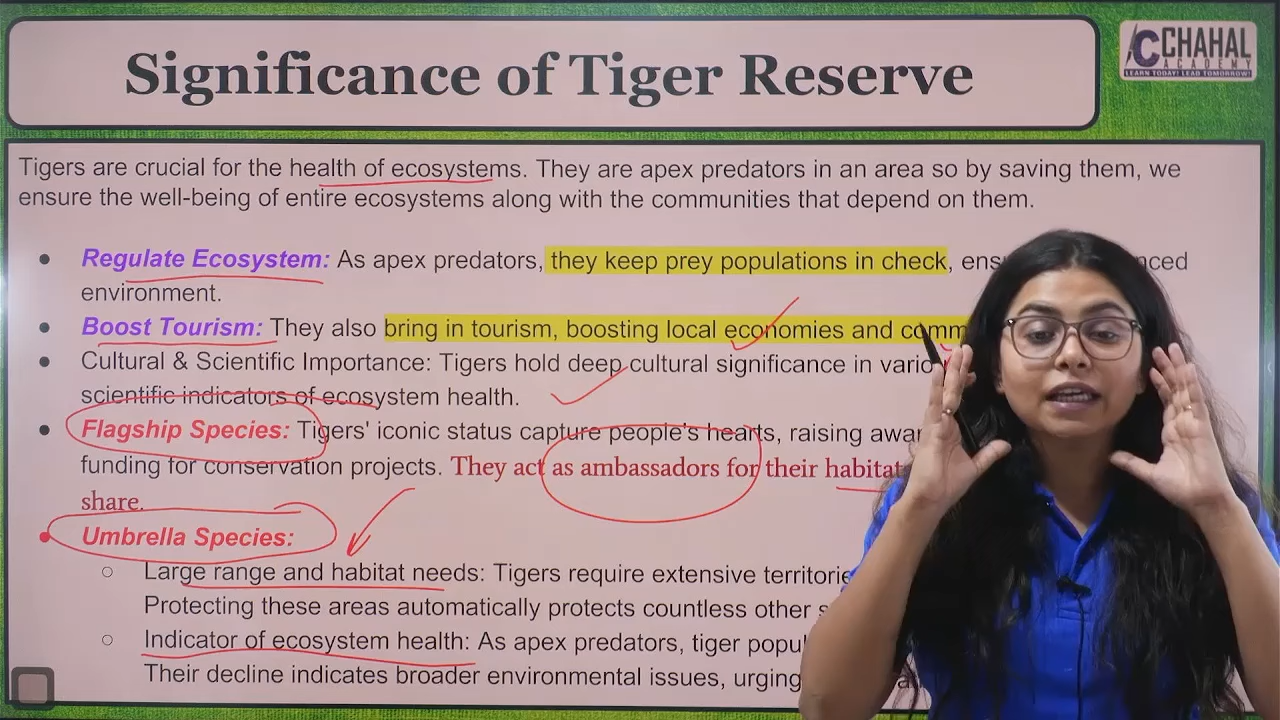 Significance of Tiger Reserve
CHAHAL
ACADEMY
LEARN TODAY! LEAD TOMORROW!
Tigers are crucial for the health of ecosystems. They are apex predators in an area so by saving them, we
ensure the well-being of entire ecosystems along with the communities that depend on them.
Regulate Ecosystem: As apex predators, they keep prey populations in check,
environment.
Boost Tourism: They also bring in tourism, boosting local economies and
Cultural & Scientific Importance: Tigers hold deep cultural significance in
scientific indicators of ecosystem health.
Flagship Species: Tigers' iconic status capture people's hearts, raising
funding for conservation projects. They act as ambassadors for their habitat
share.
Umbrella Species:
Large range and habitat needs: Tigers require extensive
Protecting these areas automatically protects countless other
Indicator of ecosystem health: As apex predators, tiger
Their decline indicates broader environmental issues, urging